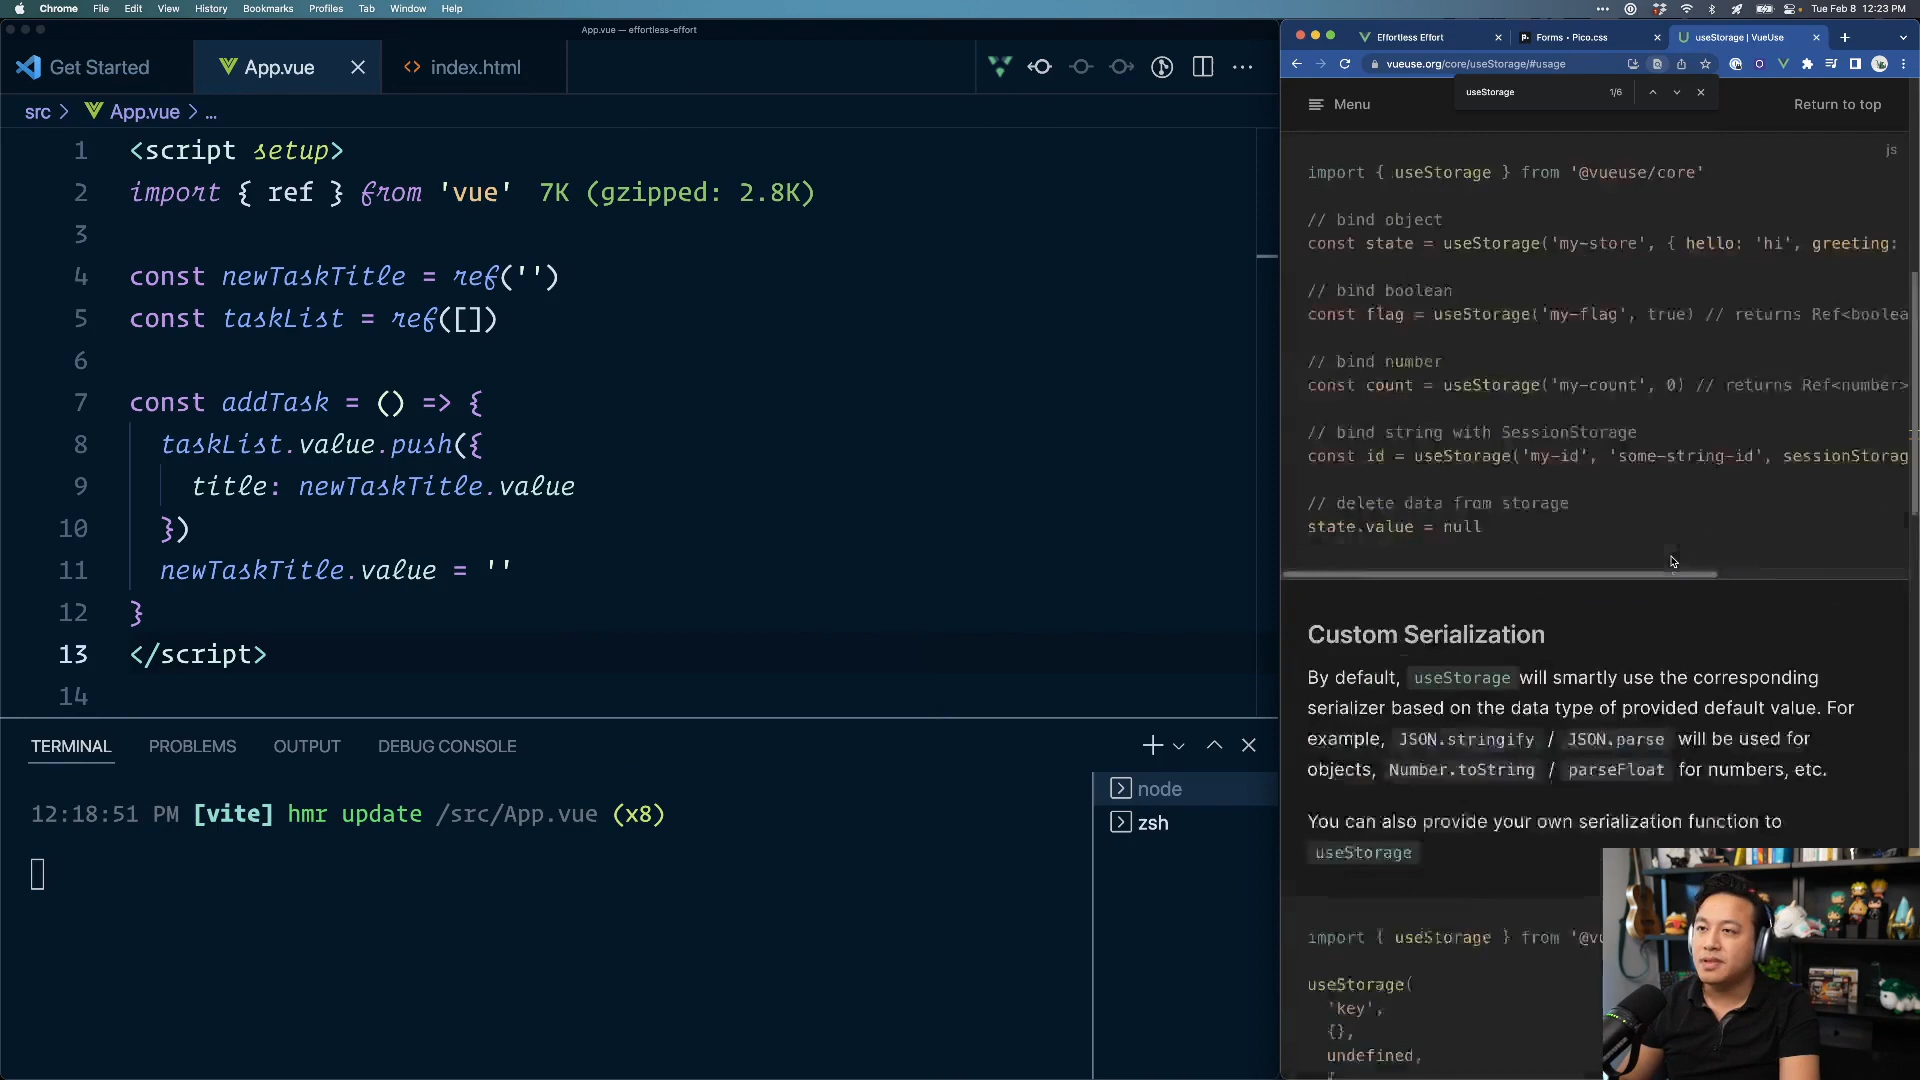 Chrome File Edit View History Bookmarks Profiles Tab Window Help
Tue Feb 8 12:23 PM
App.vue — effortless-effort
Get Started App.vue index.html
src > App.vue > ...
1 <script setup>
2 import { ref } from 'vue' 7K (gzipped: 2.8K)
3
4 const newTaskTitle = ref('')
5 const taskList = ref([])
6
7 const addTask = () => {
8 taskList.value.push({
9 title: newTaskTitle.value
10 })
11 newTaskTitle.value = ''
12 }
13 </script>
14
TERMINAL PROBLEMS OUTPUT DEBUG CONSOLE
12:18:51 PM [vite] hmr update /src/App.vue (x8)
node
zsh
Effortless Effort Forms • Pico.css useStorage | VueUse
vueuse.org/core/useStorage/#usage
useStorage 1/6
Menu Return to top
js
import { useStorage } from '@vueuse/core'
// bind object
const state = useStorage('my-store', { hello: 'hi', greeting:
// bind boolean
const flag = useStorage('my-flag', true) // returns Ref<boolea
// bind number
const count = useStorage('my-count', 0) // returns Ref<number>
// bind string with SessionStorage
const id = useStorage('my-id', 'some-string-id', sessionStorag
// delete data from storage
state.value = null
Custom Serialization
By default, useStorage will smartly use the corresponding
serializer based on the data type of provided default value. For
example, JSON.stringify / JSON.parse will be used for
objects, Number.toString / parseFloat for numbers, etc.
You can also provide your own serialization function to
useStorage
import { useStorage } from '@vu
useStorage(
'key',
{},
undefined,
{